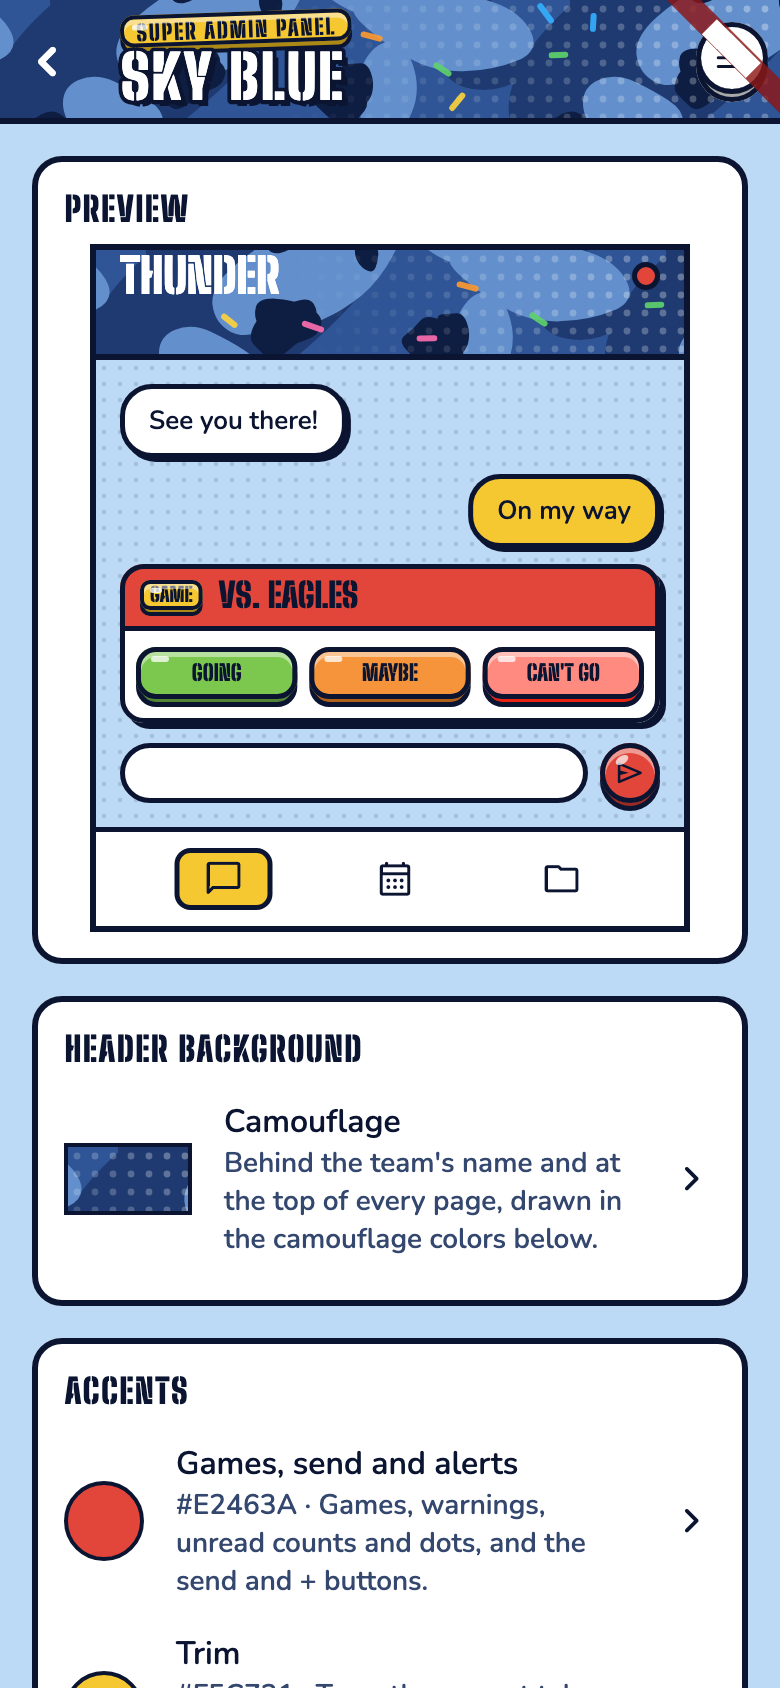 SUPER ADMIN PANEL
SKY BLUE
PREVIEW
THUNDER
See you there!
On my way
GAME VS. EAGLES
GOING MAYBE CAN'T GO
HEADER BACKGROUND
Camouflage
Behind the team's name and at
the top of every page, drawn in
the camouflage colors below.
ACCENTS
Games, send and alerts
#E2463A · Games, warnings,
unread counts and dots, and the
send and + buttons.
Trim